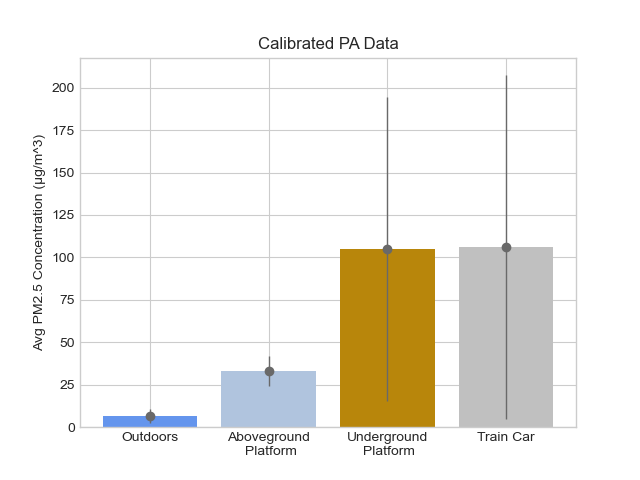 Calibrated PA Data
Avg PM2.5 Concentration (μg/m^3)
200
175
150
125
100
75
50
25
0
Outdoors
Aboveground
Platform
Underground
Platform
Train Car